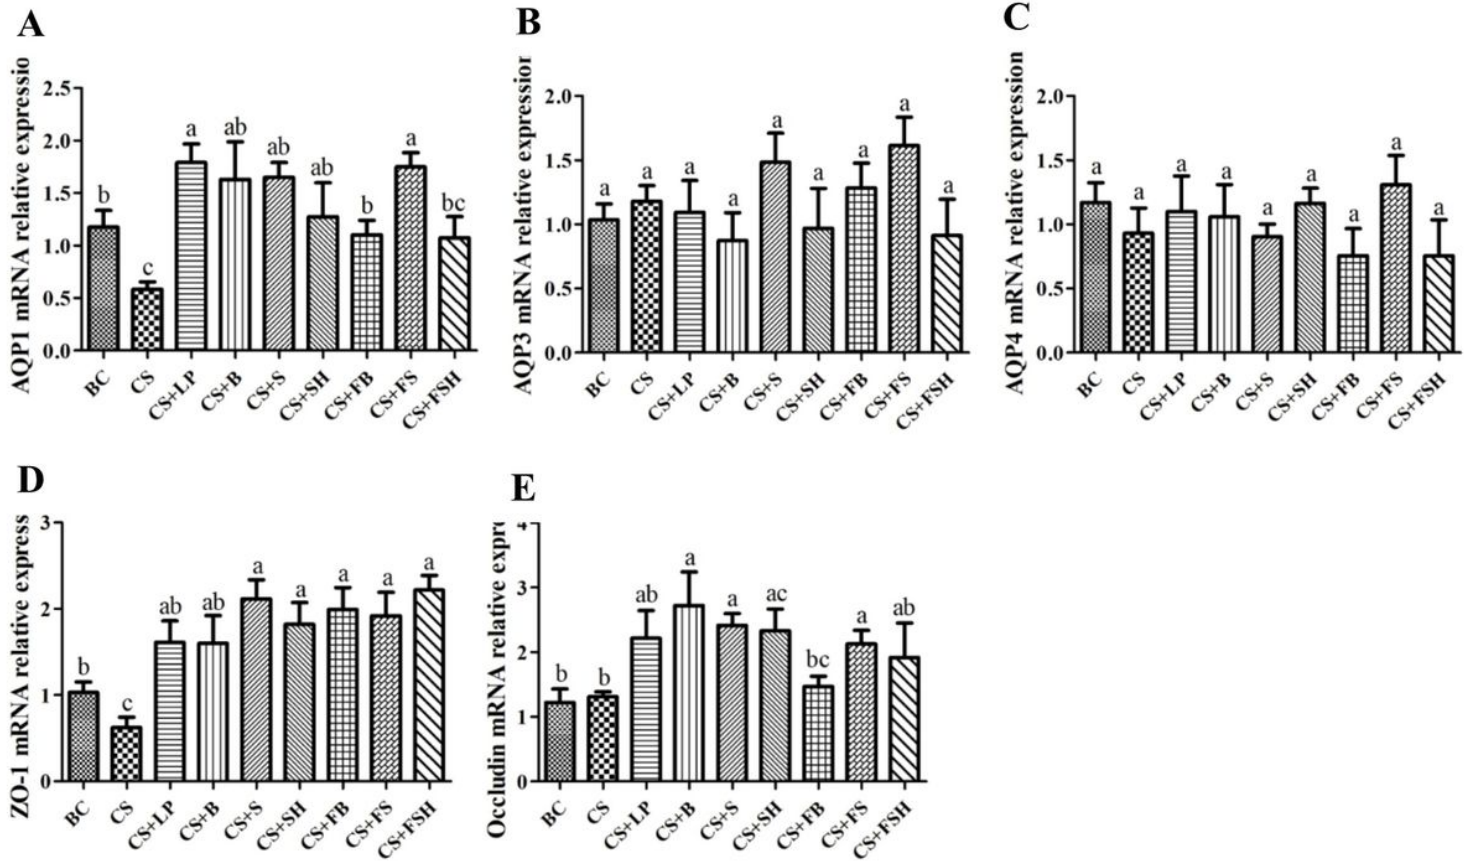 A
AQP1 mRNA relative expressio
2.5
2.0
1.5
1.0
0.5
0.0
b
c
a
ab
ab
ab
b
a
bc
BC
CS
CS+LP
CS+B
CS+S
CS+SH
CS+FB
CS+FS
CS+FSH
B
AQP3 mRNA relative expression
2.0
1.5
1.0
0.5
0.0
a
a
a
a
a
a
a
a
a
BC
CS
CS+LP
CS+B
CS+S
CS+SH
CS+FB
CS+FS
CS+FSH
C
AQP4 mRNA relative expression
2.0
1.5
1.0
0.5
0.0
a
a
a
a
a
a
a
a
a
BC
CS
CS+LP
CS+B
CS+S
CS+SH
CS+FB
CS+FS
CS+FSH
D
ZO-1 mRNA relative express
3
2
1
0
b
c
ab
ab
a
a
a
a
a
BC
CS
CS+LP
CS+B
CS+S
CS+SH
CS+FB
CS+FS
CS+FSH
E
Occludin mRNA relative expre
4
3
2
1
0
b
b
ab
a
a
ac
bc
a
ab
BC
CS
CS+LP
CS+B
CS+S
CS+SH
CS+FB
CS+FS
CS+FSH